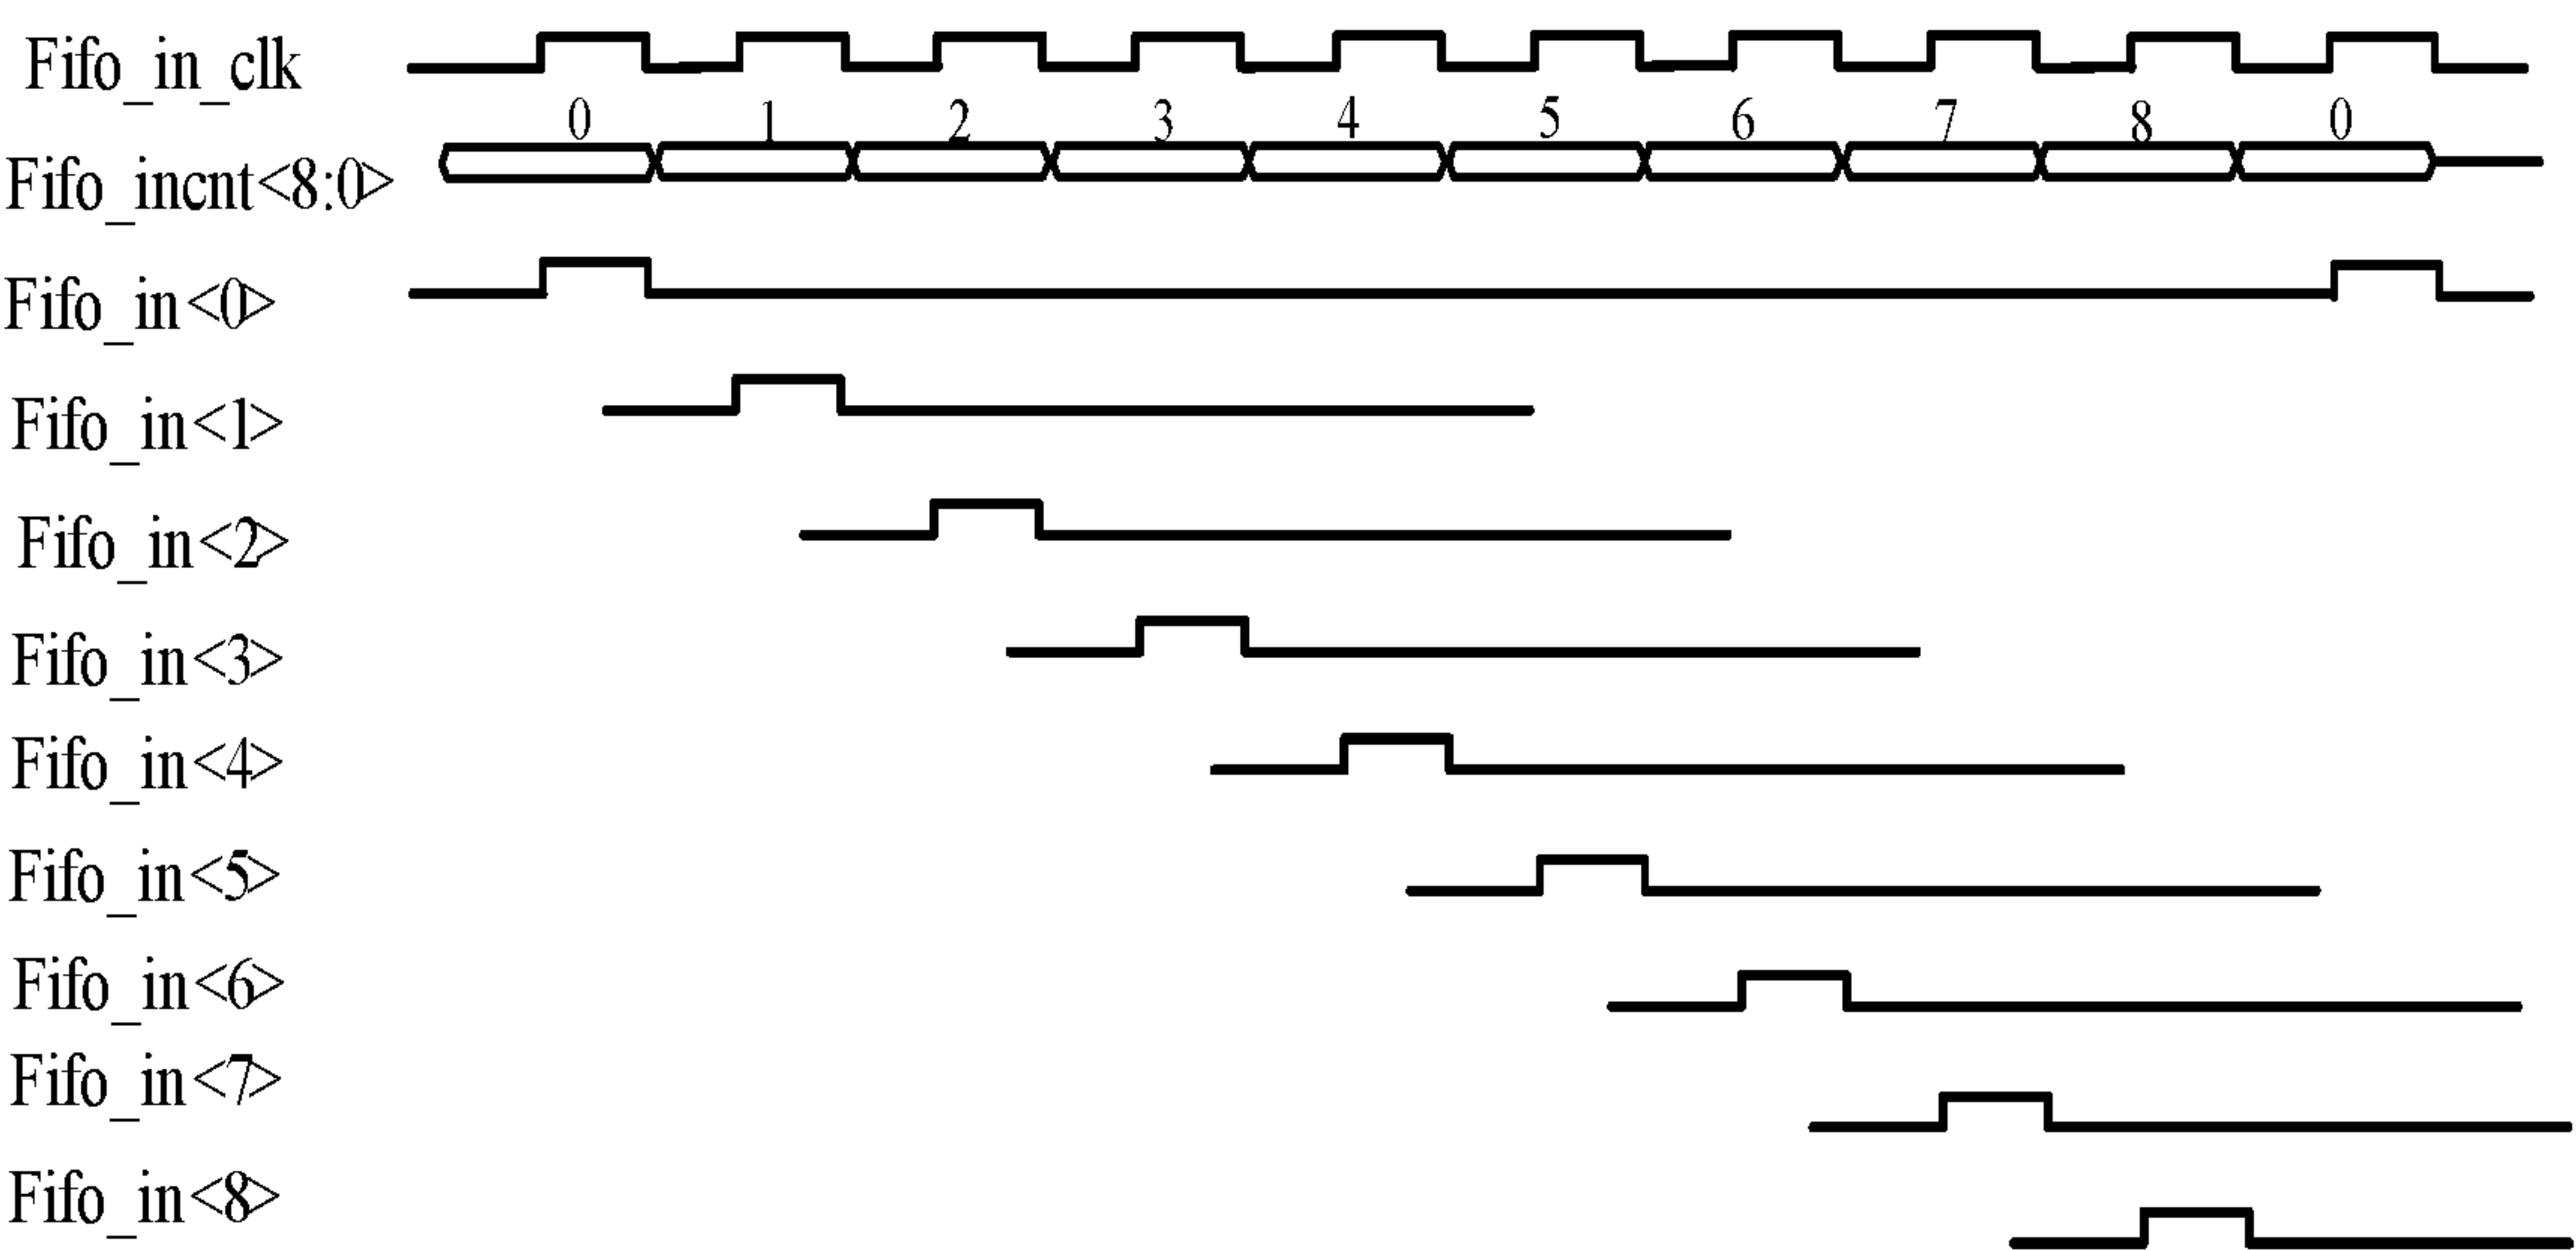 Fifo_in_clk
0 1 2 3 4 5 6 7 8 0
Fifo_incnt<8:0>
Fifo_in<0>
Fifo_in<1>
Fifo_in<2>
Fifo_in<3>
Fifo_in<4>
Fifo_in<5>
Fifo_in<6>
Fifo_in<7>
Fifo_in<8>